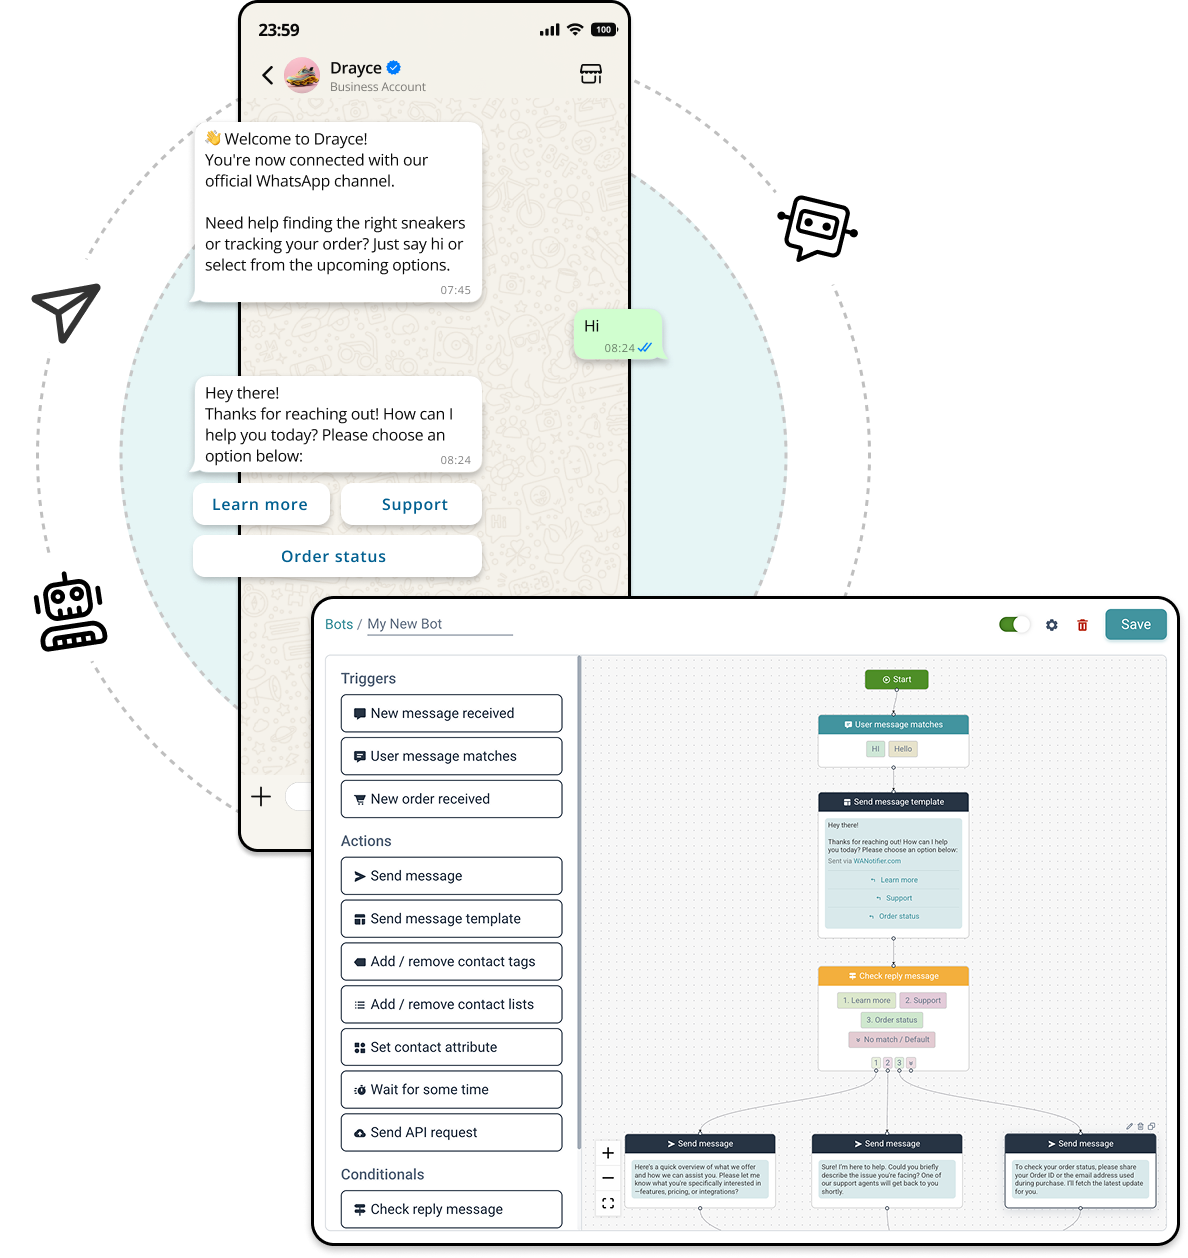 23:59
100
Drayce
Business Account
👋 Welcome to Drayce!
You're now connected with our
official WhatsApp channel.
Need help finding the right sneakers
or tracking your order? Just say hi or
select from the upcoming options.
07:45
Hi
08:24
Hey there!
Thanks for reaching out! How can I
help you today? Please choose an
option below:
08:24
Learn more
Support
Order status
Bots / My New Bot
Save
Triggers
New message received
User message matches
New order received
Actions
Send message
Send message template
Add / remove contact tags
Add / remove contact lists
Set contact attribute
Wait for some time
Send API request
Conditionals
Check reply message
Start
User message matches
Hi
Hello
Send message template
Hey there!
Thanks for reaching out! How can I help
you today? Please choose an option below:
Sent via WANotifier.com
Learn more
Support
Order status
Check reply message
1. Learn more
2. Support
3. Order status
No match / Default
1
2
3
Send message
Here's a quick overview of what we offer
and how we can assist you. Please let me
know what you're specifically interested in
—features, pricing, or integrations?
Send message
Sure! I'm here to help. Could you briefly
describe the issue you're facing? One of
our support agents will get back to you
shortly.
Send message
To check your order status, please share
your Order ID or the email address used
during purchase. I'll fetch the latest update
for you.